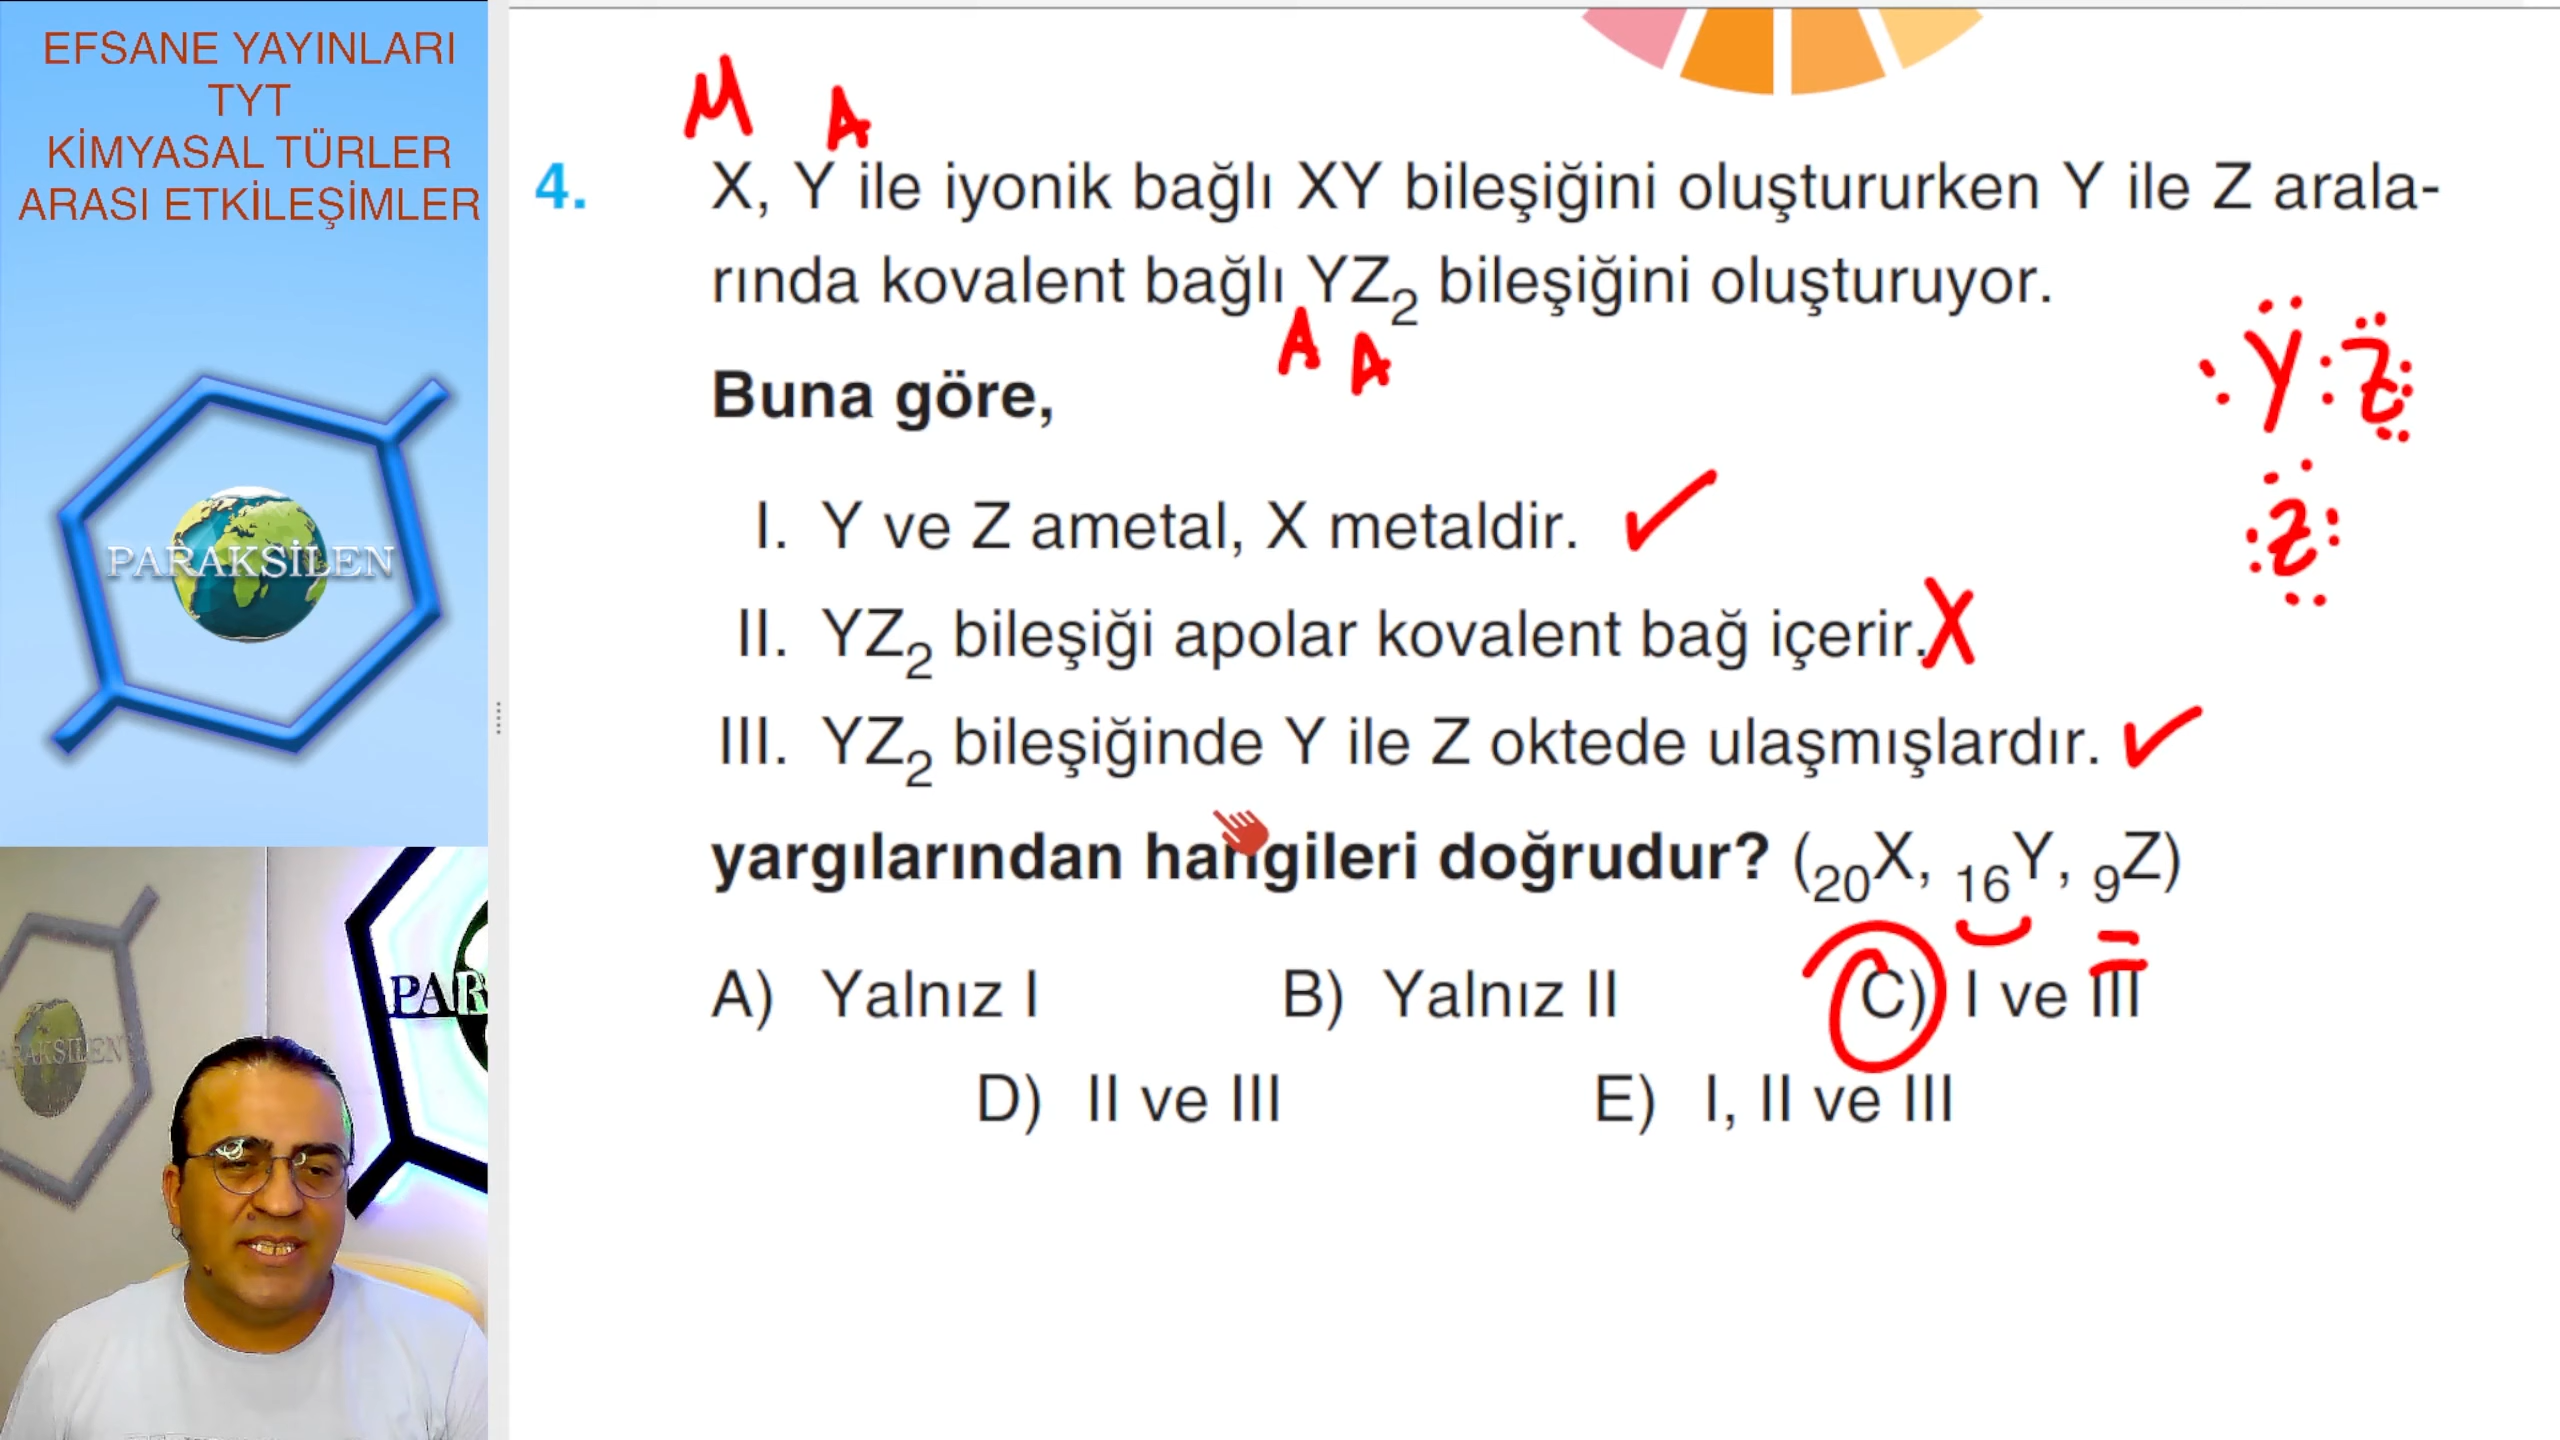 EFSANE YAYINLARI
TYT
KİMYASAL TÜRLER
ARASI ETKİLEŞİMLER
PARAKSİLEN
PARAKSİLEN
PAR
M A
4. X, Y ile iyonik bağlı XY bileşiğini oluştururken Y ile Z arala-
rında kovalent bağlı YZ₂ bileşiğini oluşturuyor.
A A
:Y:Z:
:Z:
Buna göre,
I. Y ve Z ametal, X metaldir. ✓
II. YZ₂ bileşiği apolar kovalent bağ içerir. X
III. YZ₂ bileşiğinde Y ile Z oktede ulaşmışlardır. ✓
yargılarından hangileri doğrudur? (₂₀X, ₁₆Y, ₉Z)
A) Yalnız I B) Yalnız II C) I ve III
D) II ve III E) I, II ve III